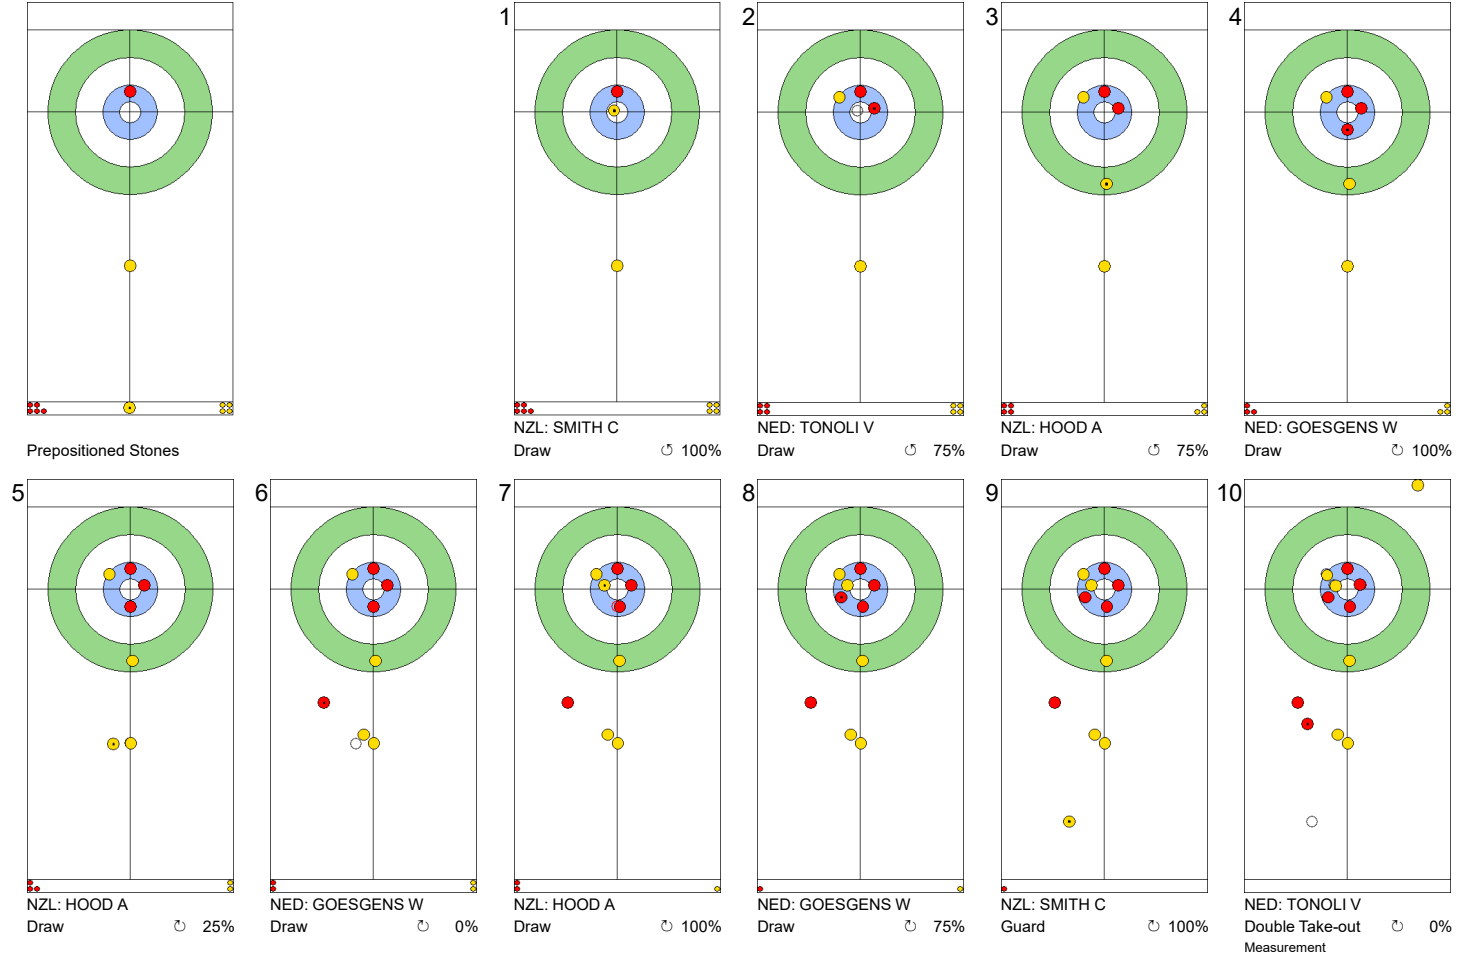 1
2
3
4
Prepositioned Stones
NZL: SMITH C
Draw 100%
NED: TONOLI V
Draw 75%
NZL: HOOD A
Draw 75%
NED: GOESGENS W
Draw 100%
5
6
7
8
9
10
NZL: HOOD A
Draw 25%
NED: GOESGENS W
Draw 0%
NZL: HOOD A
Draw 100%
NED: GOESGENS W
Draw 75%
NZL: SMITH C
Guard 100%
NED: TONOLI V
Double Take-out 0%
Measurement